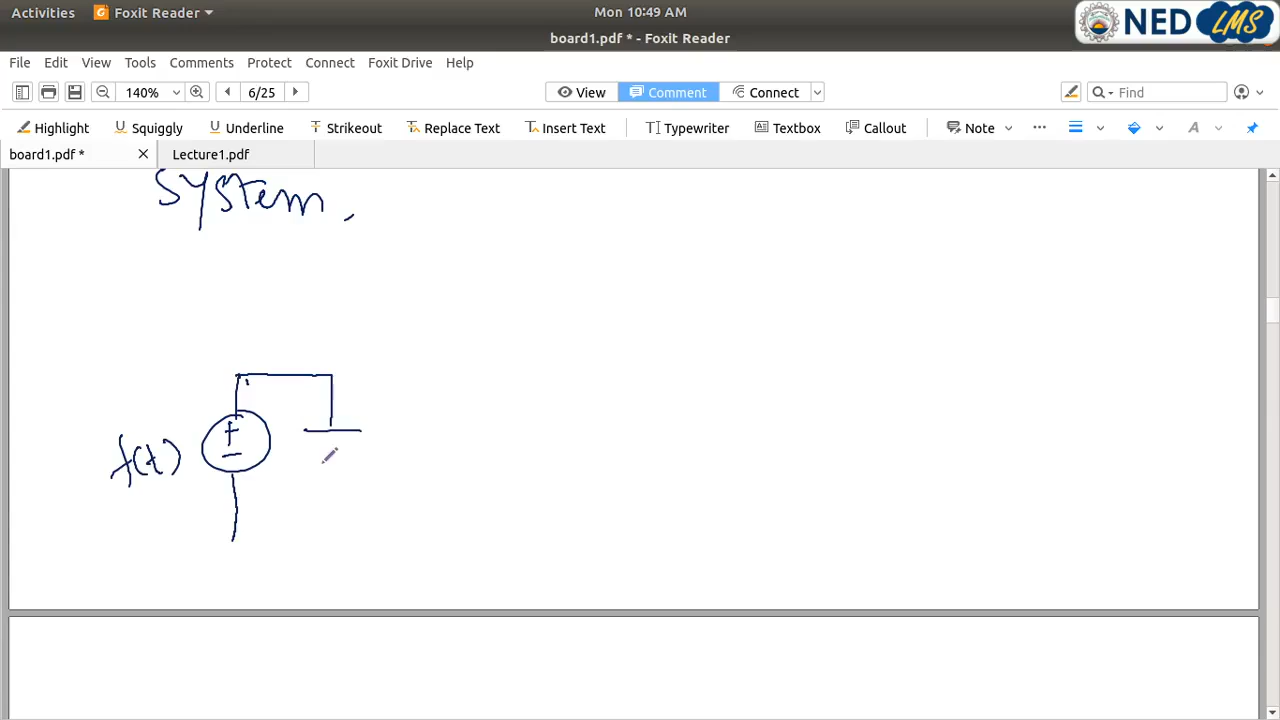 Activities Foxit Reader Mon 10:49 AM
board1.pdf * - Foxit Reader
NED LMS
File Edit View Tools Comments Protect Connect Foxit Drive Help
140% 6/25 View Comment Connect Find
Highlight Squiggly Underline Strikeout Replace Text Insert Text Typewriter Textbox Callout Note
board1.pdf * Lecture1.pdf
System,
f(t)
+
−